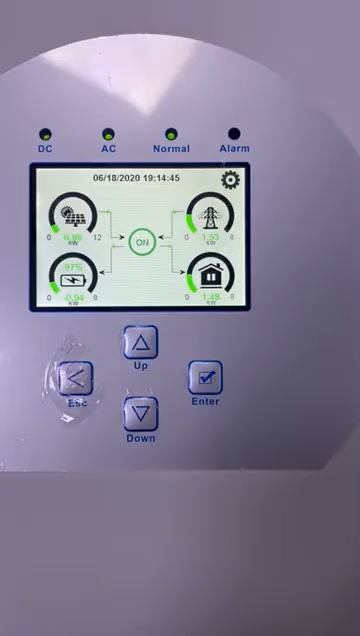 DC AC Normal Alarm
06/18/2020 19:14:45
0 0.96 12 0 1.53 8
KW KW
ON
97%
0 -0.94 8 0 1.48 8
KW KW
Up
Esc Enter
Down